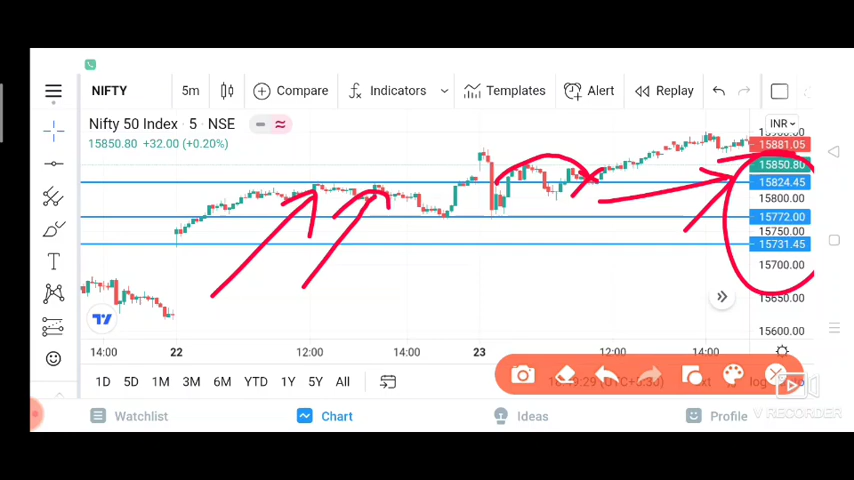 NIFTY 5m Compare Indicators Templates Alert Replay
Nifty 50 Index · 5 · NSE
15850.80 +32.00 (+0.20%)
INR
15881.05
15850.80
15824.45
15800.00
15772.00
15750.00
15731.45
15700.00
15650.00
15600.00
14:00 22 12:00 14:00 23 12:00 14:00
1D 5D 1M 3M 6M YTD 1Y 5Y All
Watchlist Chart Ideas Profile
V RECORDER